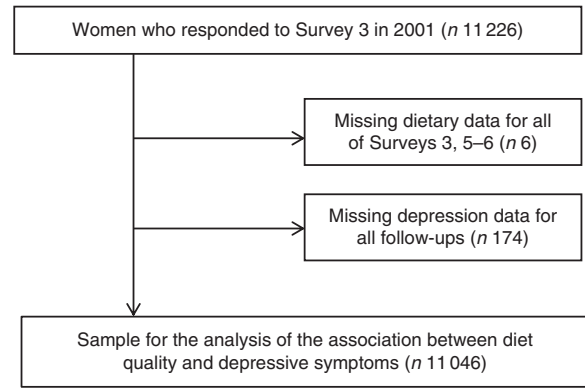 Women who responded to Survey 3 in 2001 (n 11 226)
Missing dietary data for all
of Surveys 3, 5–6 (n 6)
Missing depression data for
all follow-ups (n 174)
Sample for the analysis of the association between diet
quality and depressive symptoms (n 11 046)